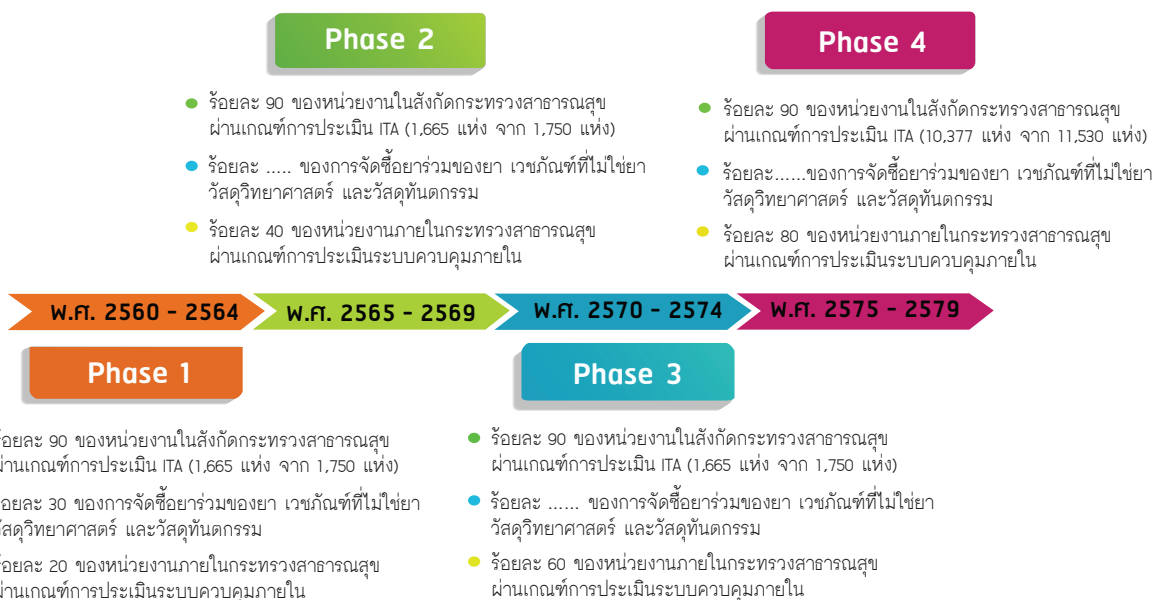 Phase 2
ร้อยละ 90 ของหน่วยงานในสังกัดกระทรวงสาธารณสุข
ผ่านเกณฑ์การประเมิน ITA (1,665 แห่ง จาก 1,750 แห่ง)
ร้อยละ ..... ของการจัดซื้อยาร่วมของยา เวชภัณฑ์ที่ไม่ใช่ยา
วัสดุวิทยาศาสตร์ และวัสดุทันตกรรม
ร้อยละ 40 ของหน่วยงานภายในกระทรวงสาธารณสุข
ผ่านเกณฑ์การประเมินระบบควบคุมภายใน
Phase 4
ร้อยละ 90 ของหน่วยงานในสังกัดกระทรวงสาธารณสุข
ผ่านเกณฑ์การประเมิน ITA (10,377 แห่ง จาก 11,530 แห่ง)
ร้อยละ......ของการจัดซื้อยาร่วมของยา เวชภัณฑ์ที่ไม่ใช่ยา
วัสดุวิทยาศาสตร์ และวัสดุทันตกรรม
ร้อยละ 80 ของหน่วยงานภายในกระทรวงสาธารณสุข
ผ่านเกณฑ์การประเมินระบบควบคุมภายใน
พ.ศ. 2560 - 2564
พ.ศ. 2565 - 2569
พ.ศ. 2570 - 2574
พ.ศ. 2575 - 2579
Phase 1
ร้อยละ 90 ของหน่วยงานในสังกัดกระทรวงสาธารณสุข
ผ่านเกณฑ์การประเมิน ITA (1,665 แห่ง จาก 1,750 แห่ง)
ร้อยละ 30 ของการจัดซื้อยาร่วมของยา เวชภัณฑ์ที่ไม่ใช่ยา
วัสดุวิทยาศาสตร์ และวัสดุทันตกรรม
ร้อยละ 20 ของหน่วยงานภายในกระทรวงสาธารณสุข
ผ่านเกณฑ์การประเมินระบบควบคุมภายใน
Phase 3
ร้อยละ 90 ของหน่วยงานในสังกัดกระทรวงสาธารณสุข
ผ่านเกณฑ์การประเมิน ITA (1,665 แห่ง จาก 1,750 แห่ง)
ร้อยละ ...... ของการจัดซื้อยาร่วมของยา เวชภัณฑ์ที่ไม่ใช่ยา
วัสดุวิทยาศาสตร์ และวัสดุทันตกรรม
ร้อยละ 60 ของหน่วยงานภายในกระทรวงสาธารณสุข
ผ่านเกณฑ์การประเมินระบบควบคุมภายใน